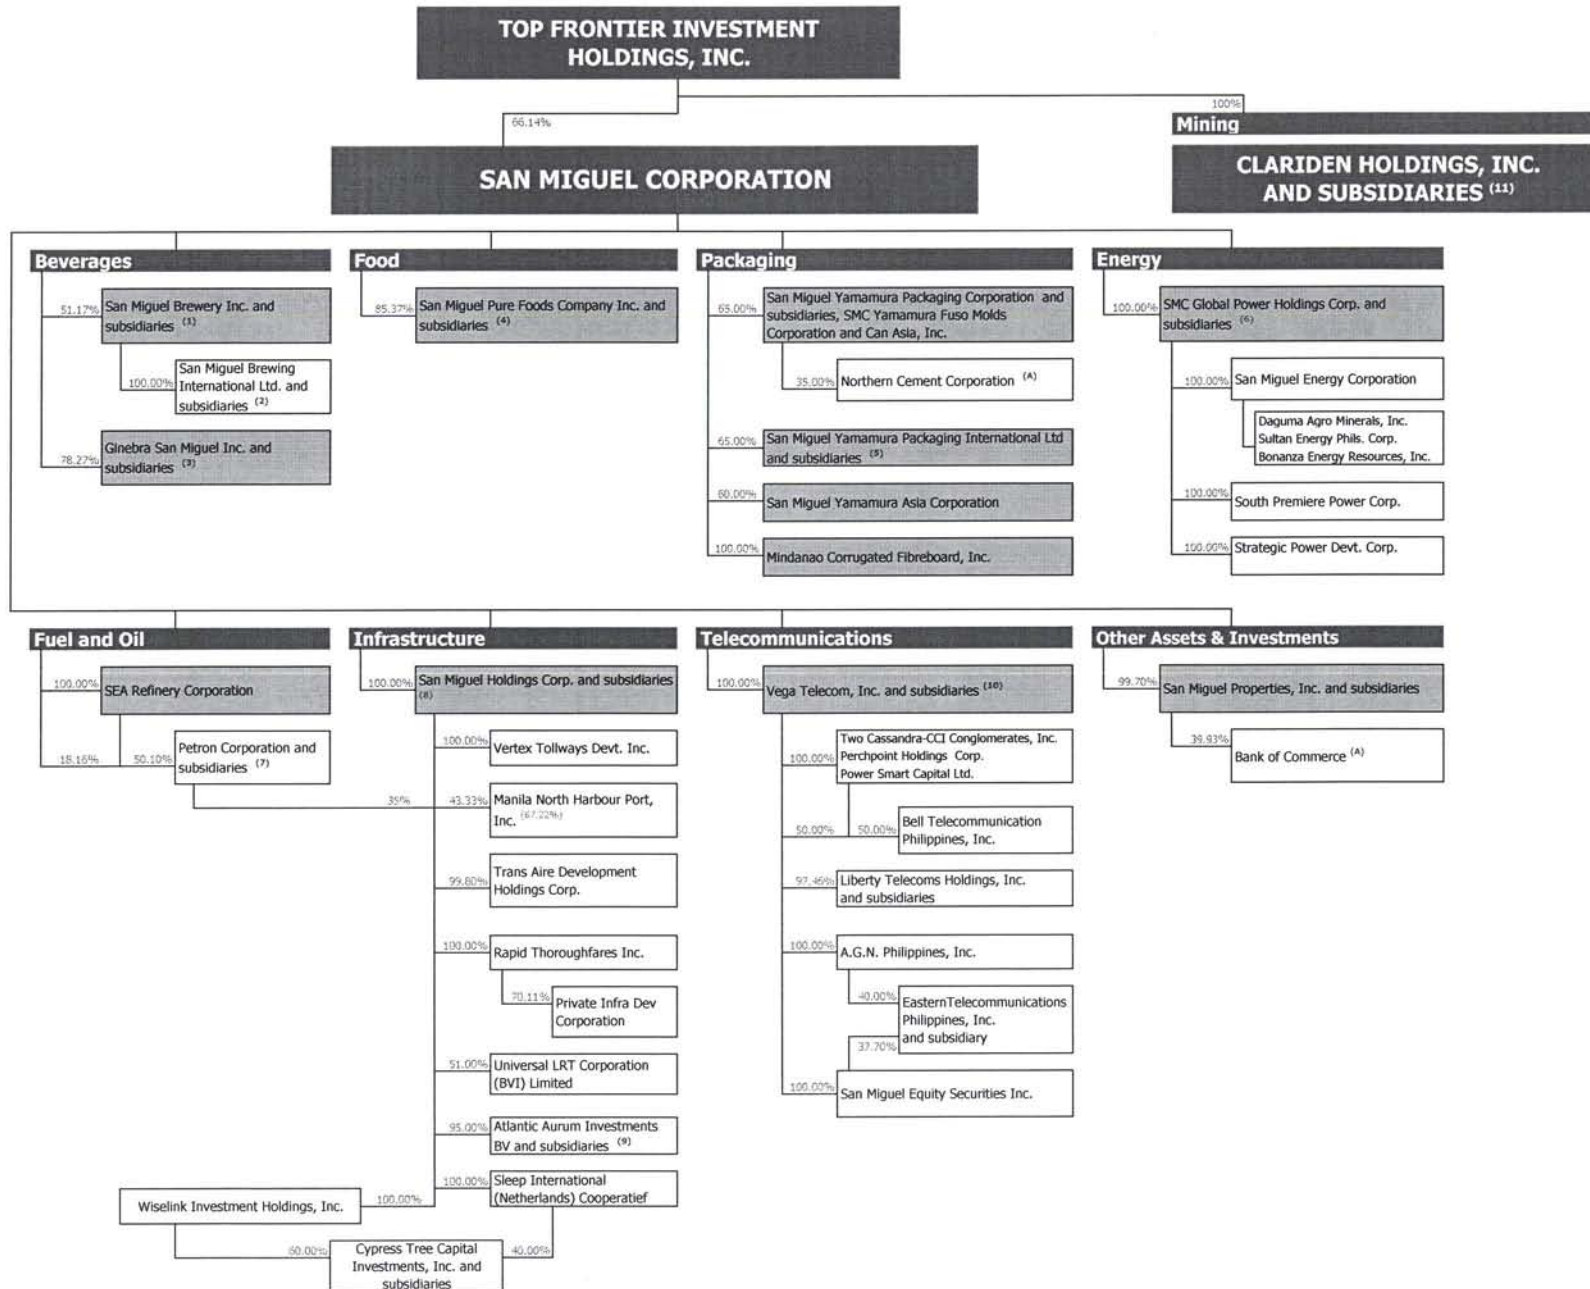 TOP FRONTIER INVESTMENT
HOLDINGS, INC.
66.14%
100%
Mining
SAN MIGUEL CORPORATION
CLARIDEN HOLDINGS, INC.
AND SUBSIDIARIES (11)
Beverages
51.17%
San Miguel Brewery Inc. and
subsidiaries (1)
100.00%
San Miguel Brewing
International Ltd. and
subsidiaries (2)
78.27%
Ginebra San Miguel Inc. and
subsidiaries (3)
Food
85.37%
San Miguel Pure Foods Company Inc. and
subsidiaries (4)
Packaging
65.00%
San Miguel Yamamura Packaging Corporation and
subsidiaries, SMC Yamamura Fuso Molds
Corporation and Can Asia, Inc.
35.00%
Northern Cement Corporation (A)
65.00%
San Miguel Yamamura Packaging International Ltd
and subsidiaries (5)
60.00%
San Miguel Yamamura Asia Corporation
100.00%
Mindanao Corrugated Fibreboard, Inc.
Energy
100.00%
SMC Global Power Holdings Corp. and
subsidiaries (6)
100.00%
San Miguel Energy Corporation
Daguma Agro Minerals, Inc.
Sultan Energy Phils. Corp.
Bonanza Energy Resources, Inc.
100.00%
South Premiere Power Corp.
100.00%
Strategic Power Devt. Corp.
Fuel and Oil
100.00%
SEA Refinery Corporation
18.16%
50.10%
Petron Corporation and
subsidiaries (7)
Infrastructure
100.00%
San Miguel Holdings Corp. and subsidiaries
(8)
100.00%
Vertex Tollways Devt. Inc.
35%
43.33%
Manila North Harbour Port,
Inc. (67.22%)
99.80%
Trans Aire Development
Holdings Corp.
100.00%
Rapid Thoroughfares Inc.
70.11%
Private Infra Dev
Corporation
51.00%
Universal LRT Corporation
(BVI) Limited
95.00%
Atlantic Aurum Investments
BV and subsidiaries (9)
100.00%
Sleep International
(Netherlands) Cooperatief
Wiselink Investment Holdings, Inc.
100.00%
60.00%
Cypress Tree Capital
Investments, Inc. and
subsidiaries
40.00%
Telecommunications
100.00%
Vega Telecom, Inc. and subsidiaries (10)
100.00%
Two Cassandra-CCI Conglomerates, Inc.
Perchpoint Holdings Corp.
Power Smart Capital Ltd.
50.00%
50.00%
Bell Telecommunication
Philippines, Inc.
97.46%
Liberty Telecoms Holdings, Inc.
and subsidiaries
100.00%
A.G.N. Philippines, Inc.
40.00%
EasternTelecommunications
Philippines, Inc.
and subsidiary
37.70%
100.00%
San Miguel Equity Securities Inc.
Other Assets & Investments
99.70%
San Miguel Properties, Inc. and subsidiaries
39.93%
Bank of Commerce (A)